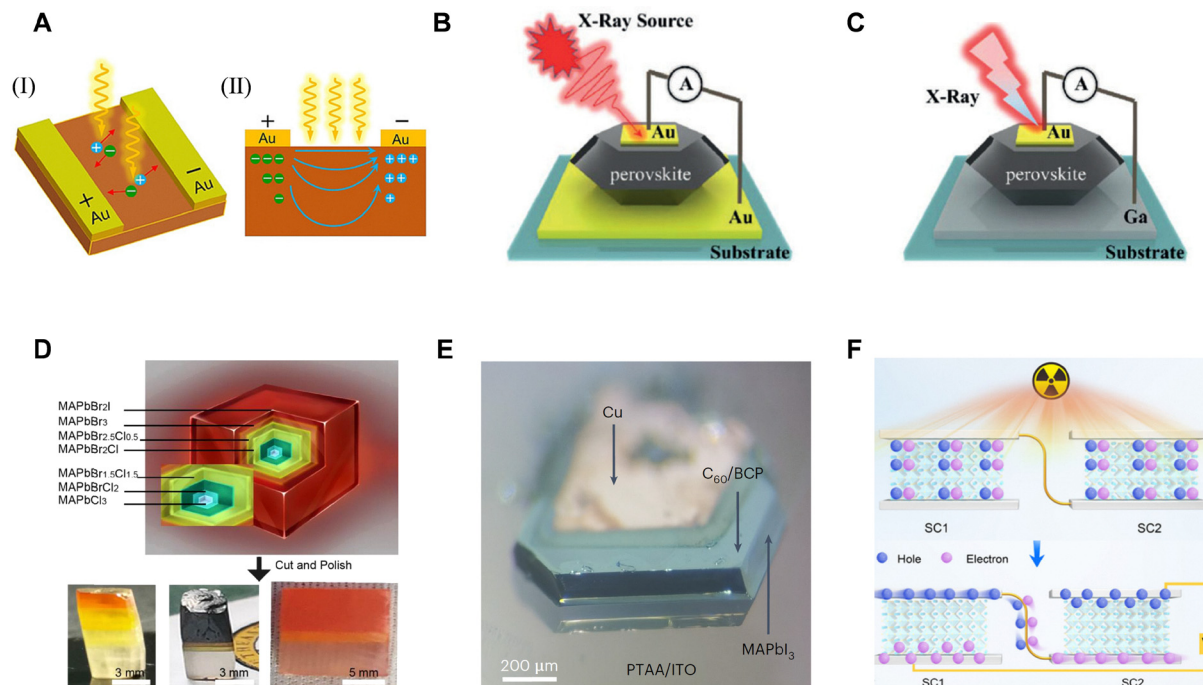 A
(I)
+
Au
−
Au
(II)
+
Au
−
Au
B
X-Ray Source
A
Au
perovskite
Au
Substrate
C
X-Ray
A
Au
perovskite
Ga
Substrate
D
MAPbBr2I
MAPbBr3
MAPbBr2.5Cl0.5
MAPbBr2Cl
MAPbBr1.5Cl1.5
MAPbBrCl2
MAPbCl3
Cut and Polish
3 mm
3 mm
5 mm
E
Cu
C60/BCP
MAPbI3
200 µm
PTAA/ITO
F
SC1
SC2
Hole
Electron
SC1
SC2